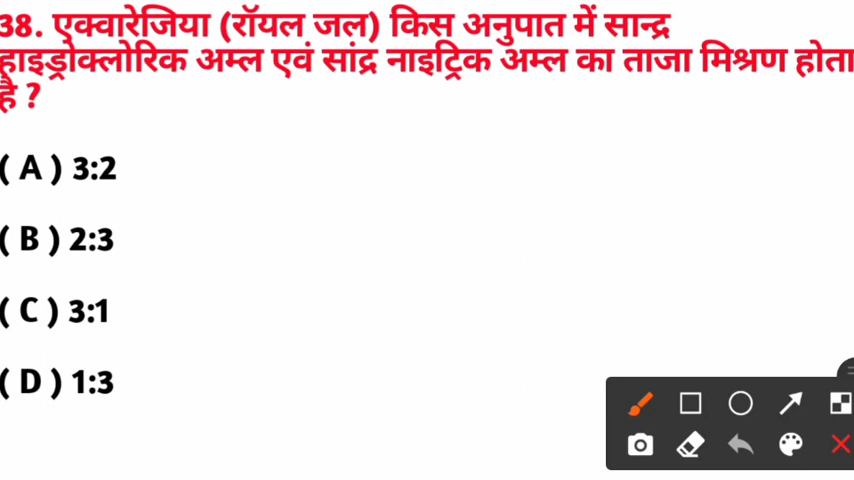 38. एक्वारेजिया (रॉयल जल) किस अनुपात में सान्द्र
हाइड्रोक्लोरिक अम्ल एवं सांद्र नाइट्रिक अम्ल का ताजा मिश्रण होता
है ?
( A ) 3:2
( B ) 2:3
( C ) 3:1
( D ) 1:3